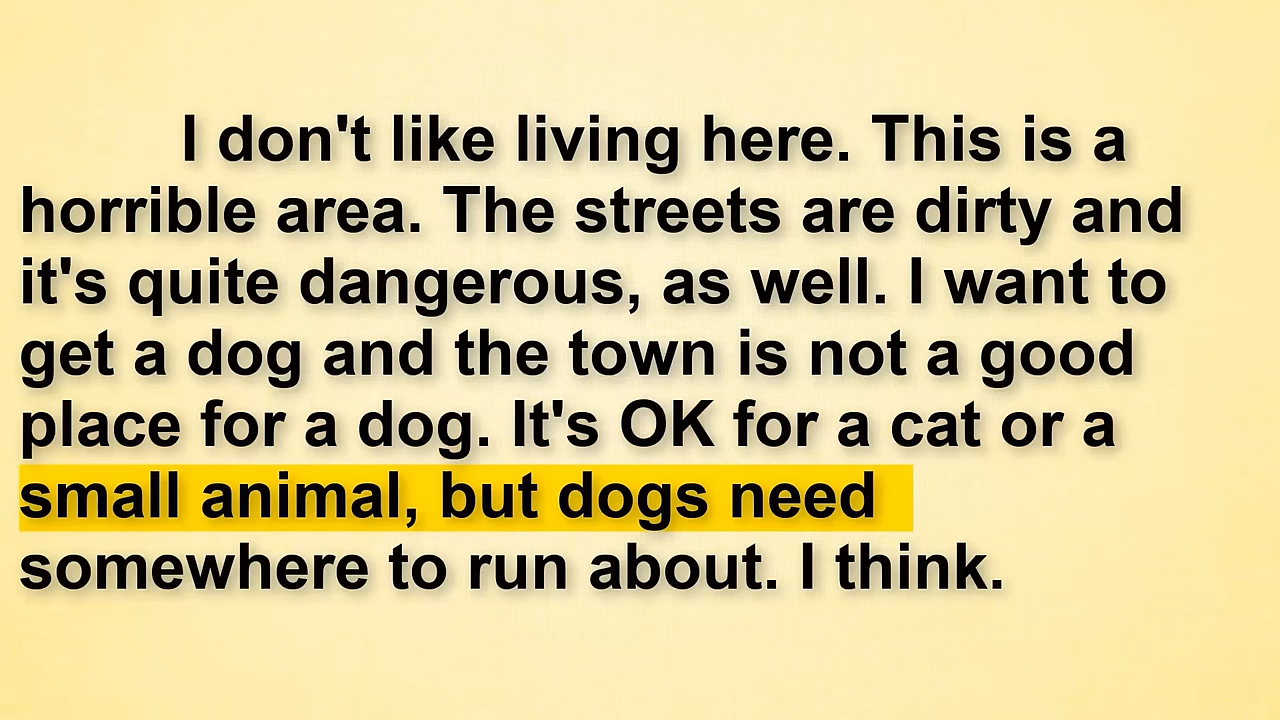 I don't like living here. This is a
horrible area. The streets are dirty and
it's quite dangerous, as well. I want to
get a dog and the town is not a good
place for a dog. It's OK for a cat or a
small animal, but dogs need
somewhere to run about. I think.